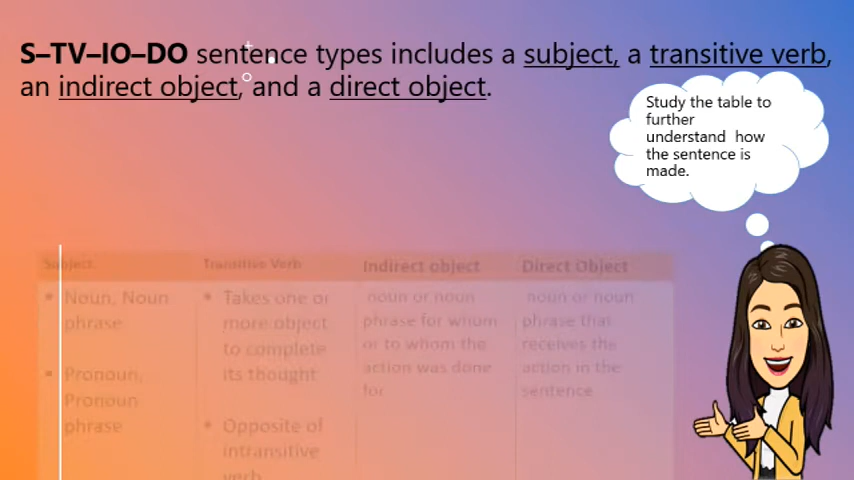 S–TV–IO–DO sentence types includes a subject, a transitive verb,
an indirect object, and a direct object.
Study the table to
further
understand how
the sentence is
made.
Subject
Transitive Verb
Indirect object
Direct Object
• Noun, Noun
phrase
• Pronoun,
Pronoun
phrase
• Takes one or
more object
to complete
its thought
• Opposite of
intransitive
verb
noun or noun
phrase for whom
or to whom the
action was done
for
noun or noun
phrase that
receives the
action in the
sentence